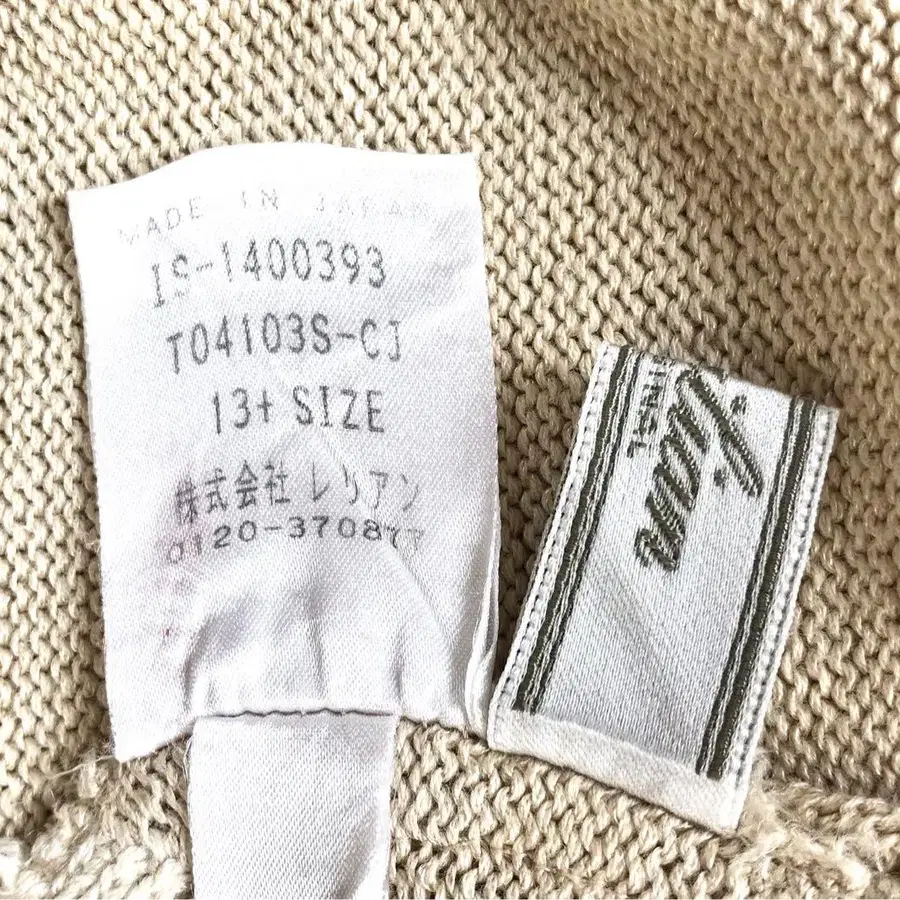 MADE IN JAPAN
IS-1400393
T04103S-CJ
13+ SIZE
株式会社 レリアン
0120-370877